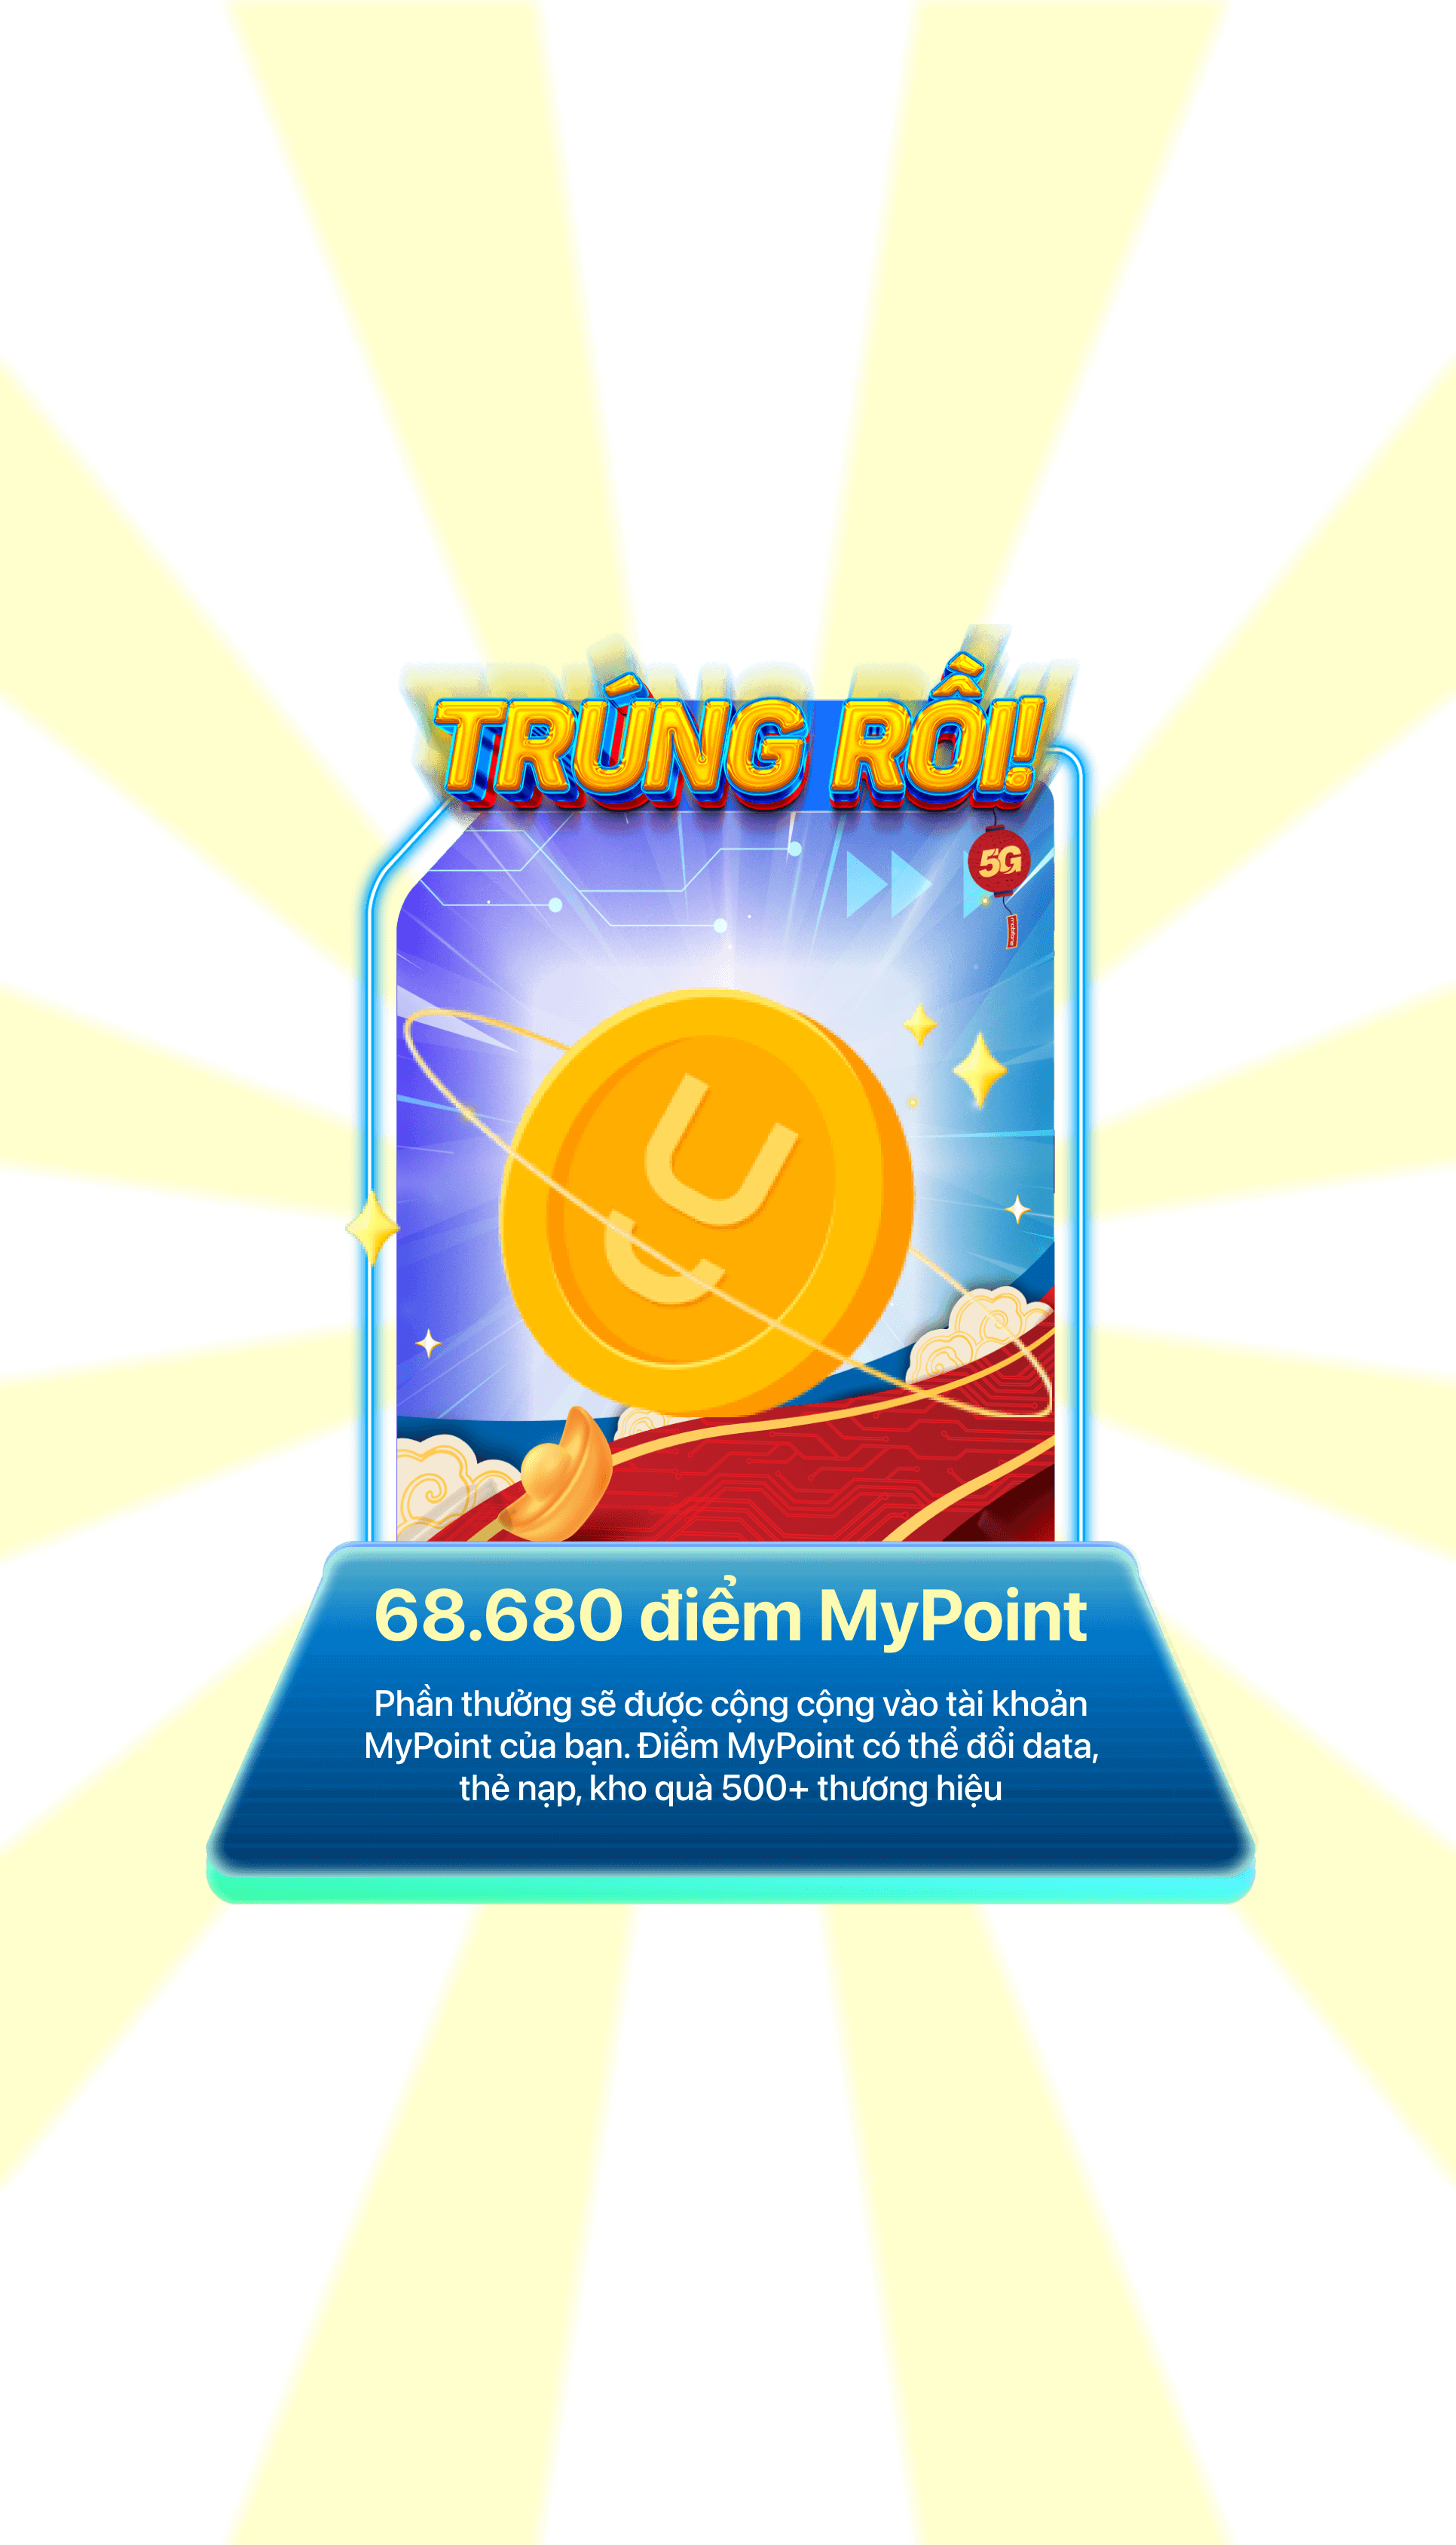 TRÚNG RỒI!
5G
mobifone
68.680 điểm MyPoint
Phần thưởng sẽ được cộng cộng vào tài khoản
MyPoint của bạn. Điểm MyPoint có thể đổi data,
thẻ nạp, kho quà 500+ thương hiệu